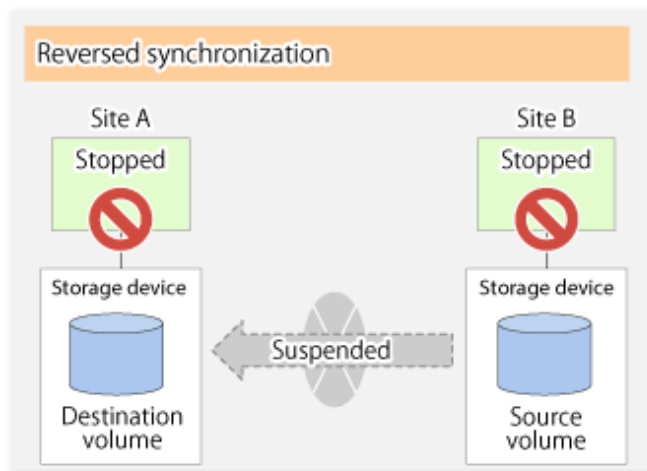 Reversed synchronization
Site A
Site B
Stopped
Stopped
Storage device
Storage device
Suspended
Destination
volume
Source
volume